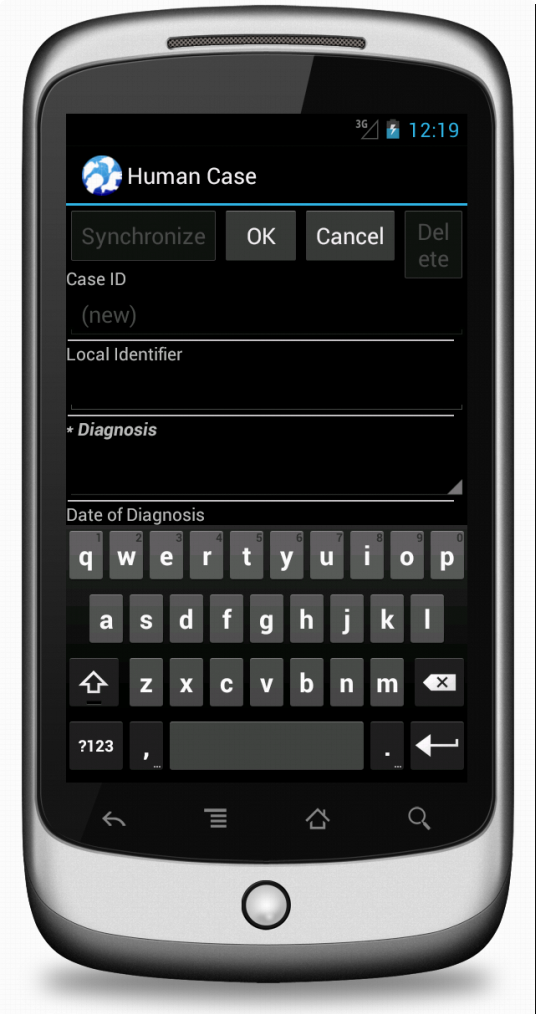 3G 12:19
Human Case
Synchronize OK Cancel Del
ete
Case ID
(new)
Local Identifier
* Diagnosis
Date of Diagnosis
1 2 3 4 5 6 7 8 9 0
q w e r t y u i o p
a s d f g h j k l
z x c v b n m
?123 , ... . ...